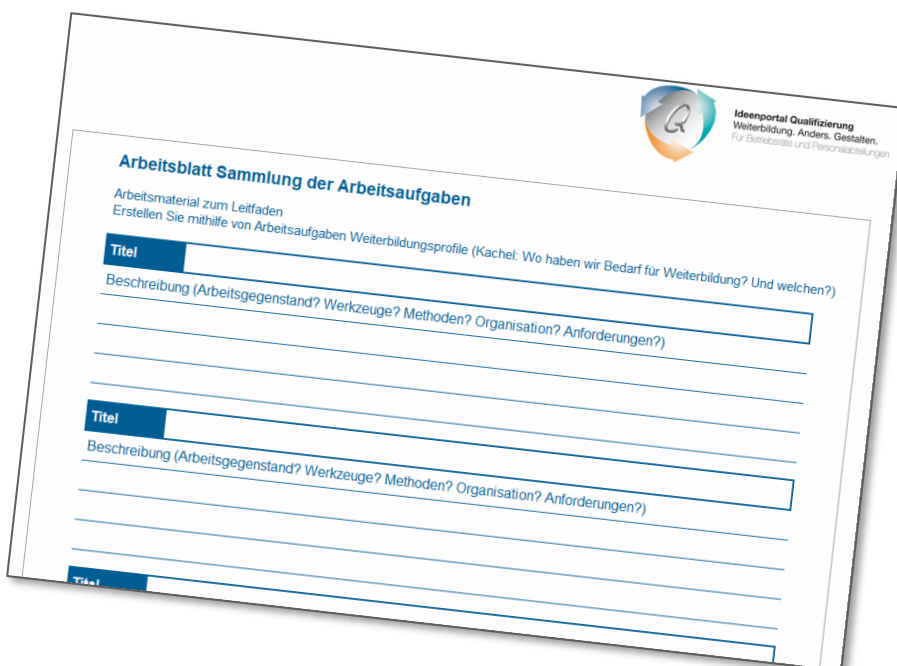 Q
Ideenportal Qualifizierung
Weiterbildung. Anders. Gestalten.
Für Betriebsräte und Personalabteilungen
Arbeitsblatt Sammlung der Arbeitsaufgaben
Arbeitsmaterial zum Leitfaden
Erstellen Sie mithilfe von Arbeitsaufgaben Weiterbildungsprofile (Kachel: Wo haben wir Bedarf für Weiterbildung? Und welchen?)
Titel
Beschreibung (Arbeitsgegenstand? Werkzeuge? Methoden? Organisation? Anforderungen?)
Titel
Beschreibung (Arbeitsgegenstand? Werkzeuge? Methoden? Organisation? Anforderungen?)
Titel